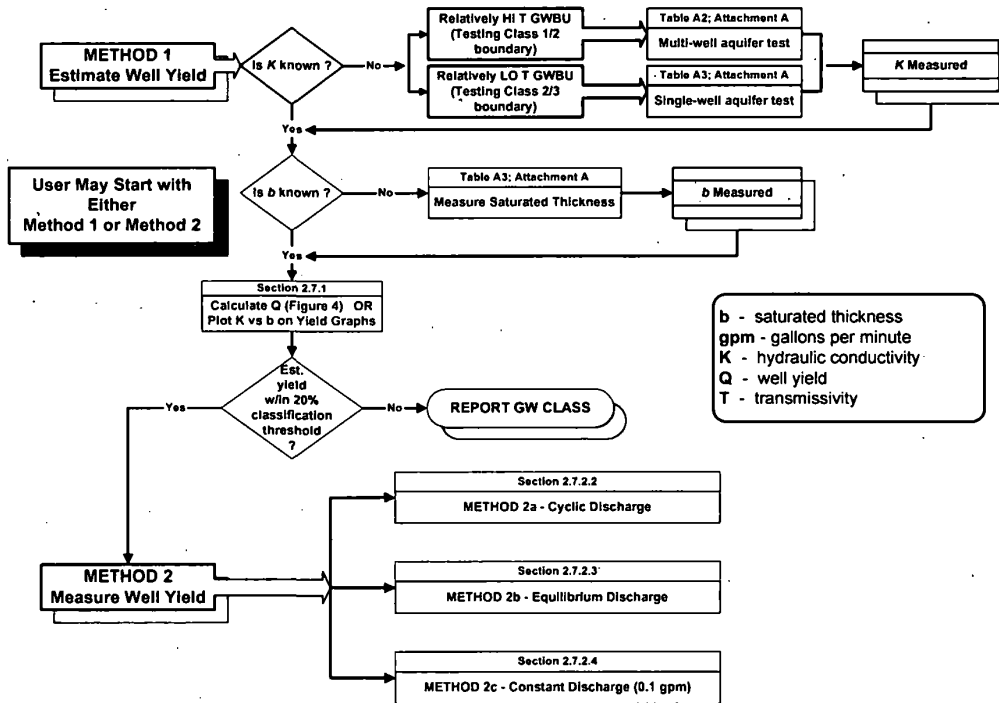 METHOD 1
Estimate Well Yield
Is K known ?
No
Relatively Hi T GWBU
(Testing Class 1/2
boundary)
Table A2; Attachment A
Multi-well aquifer test
Relatively LO T GWBU
(Testing Class 2/3
boundary)
Table A3; Attachment A
Single-well aquifer test
K Measured
Yes
User May Start with
Either
Method 1 or Method 2
Is b known ?
No
Table A3; Attachment A
Measure Saturated Thickness
b Measured
Yes
Section 2.7.1
Calculate Q (Figure 4) OR
Plot K vs b on Yield Graphs
b - saturated thickness
gpm - gallons per minute
K - hydraulic conductivity
Q - well yield
T - transmissivity
Est.
yield
w/in 20%
classification
threshold
?
Yes
No
REPORT GW CLASS
METHOD 2
Measure Well Yield
Section 2.7.2.2
METHOD 2a - Cyclic Discharge
Section 2.7.2.3
METHOD 2b - Equilibrium Discharge
Section 2.7.2.4
METHOD 2c - Constant Discharge (0.1 gpm)